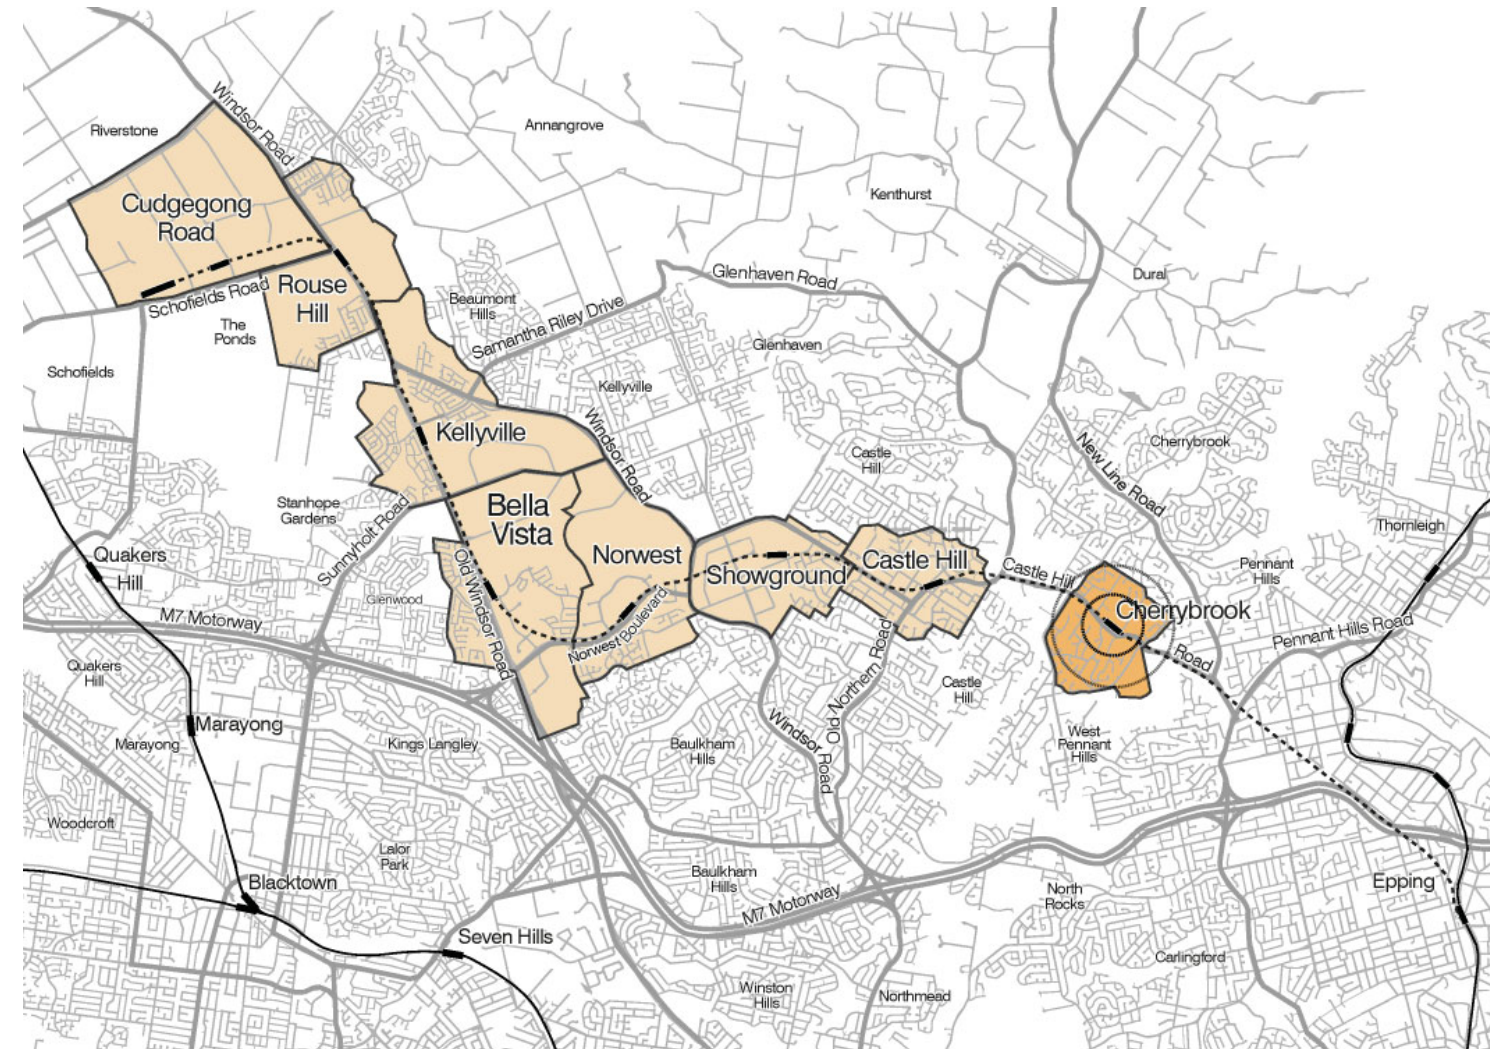 Windsor Road
Riverstone
Annangrove
Cudgegong
Road
Kenthurst
Glenhaven Road
Dural
Schofields Road
Rouse
Hill
Beaumont
Hills
Samantha Riley Drive
The
Ponds
Glenhaven
Schofields
Kellyville
Kellyville
Windsor Road
New Line Road
Cherrybrook
Castle
Hill
Stanhope
Gardens
Sunnyholt Road
Bella
Vista
Thornleigh
Quakers
Hill
Old Windsor Road
Norwest
Showground
Castle Hill
Castle Hill
Road
Pennant
Hills
Glenwood
Norwest Boulevard
Cherrybrook
M7 Motorway
Pennant Hills Road
Quakers
Hill
Old Northern Road
Castle
Hill
Marayong
Marayong
Kings Langley
Baulkham
Hills
Windsor Road
West
Pennant
Hills
Woodcroft
Lalor
Park
Blacktown
Baulkham
Hills
M7 Motorway
North
Rocks
Epping
Seven Hills
Carlingford
Winston
Hills
Northmead